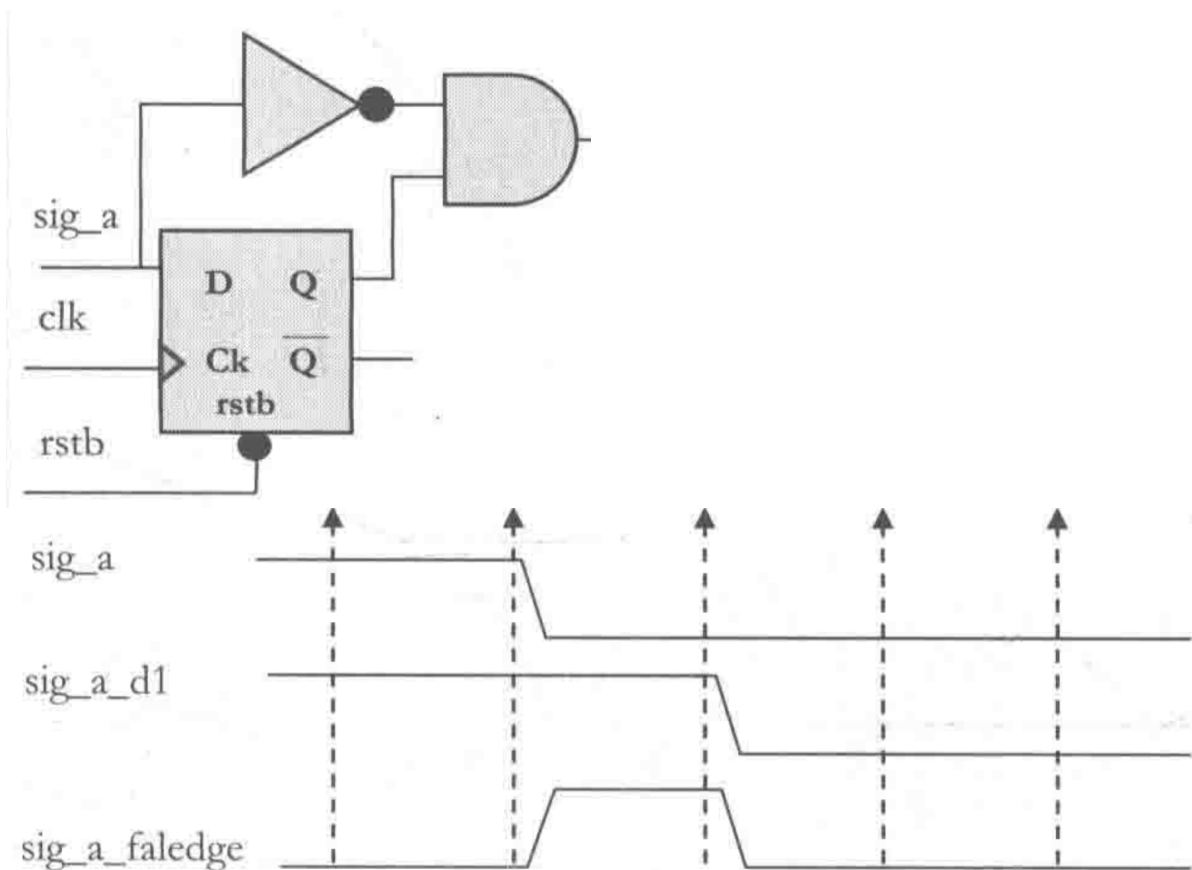 sig_a
D Q
clk
Ck Q
rstb
rstb
sig_a
sig_a_d1
sig_a_faledge